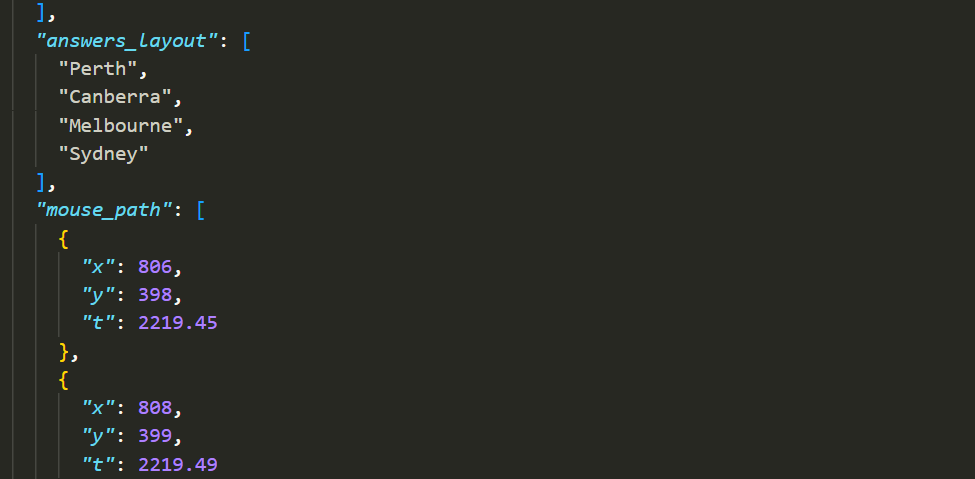 ],
"answers_layout": [
"Perth",
"Canberra",
"Melbourne",
"Sydney"
],
"mouse_path": [
{
"x": 806,
"y": 398,
"t": 2219.45
},
{
"x": 808,
"y": 399,
"t": 2219.49